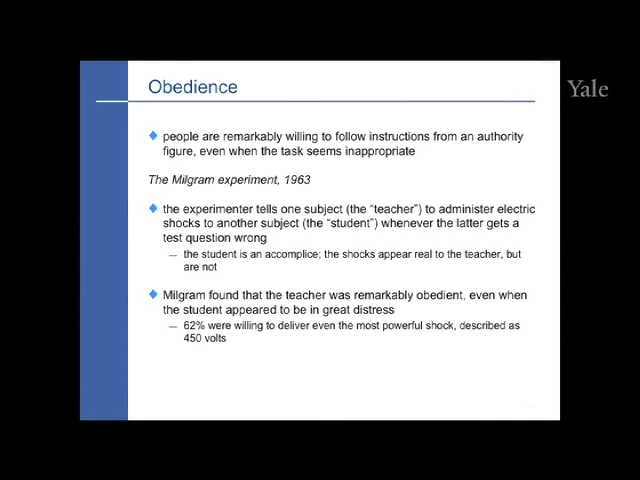 Obedience
Yale
people are remarkably willing to follow instructions from an authority
figure, even when the task seems inappropriate
The Milgram experiment, 1963
the experimenter tells one subject (the “teacher”) to administer electric
shocks to another subject (the “student”) whenever the latter gets a
test question wrong
— the student is an accomplice; the shocks appear real to the teacher, but
are not
Milgram found that the teacher was remarkably obedient, even when
the student appeared to be in great distress
— 62% were willing to deliver even the most powerful shock, described as
450 volts